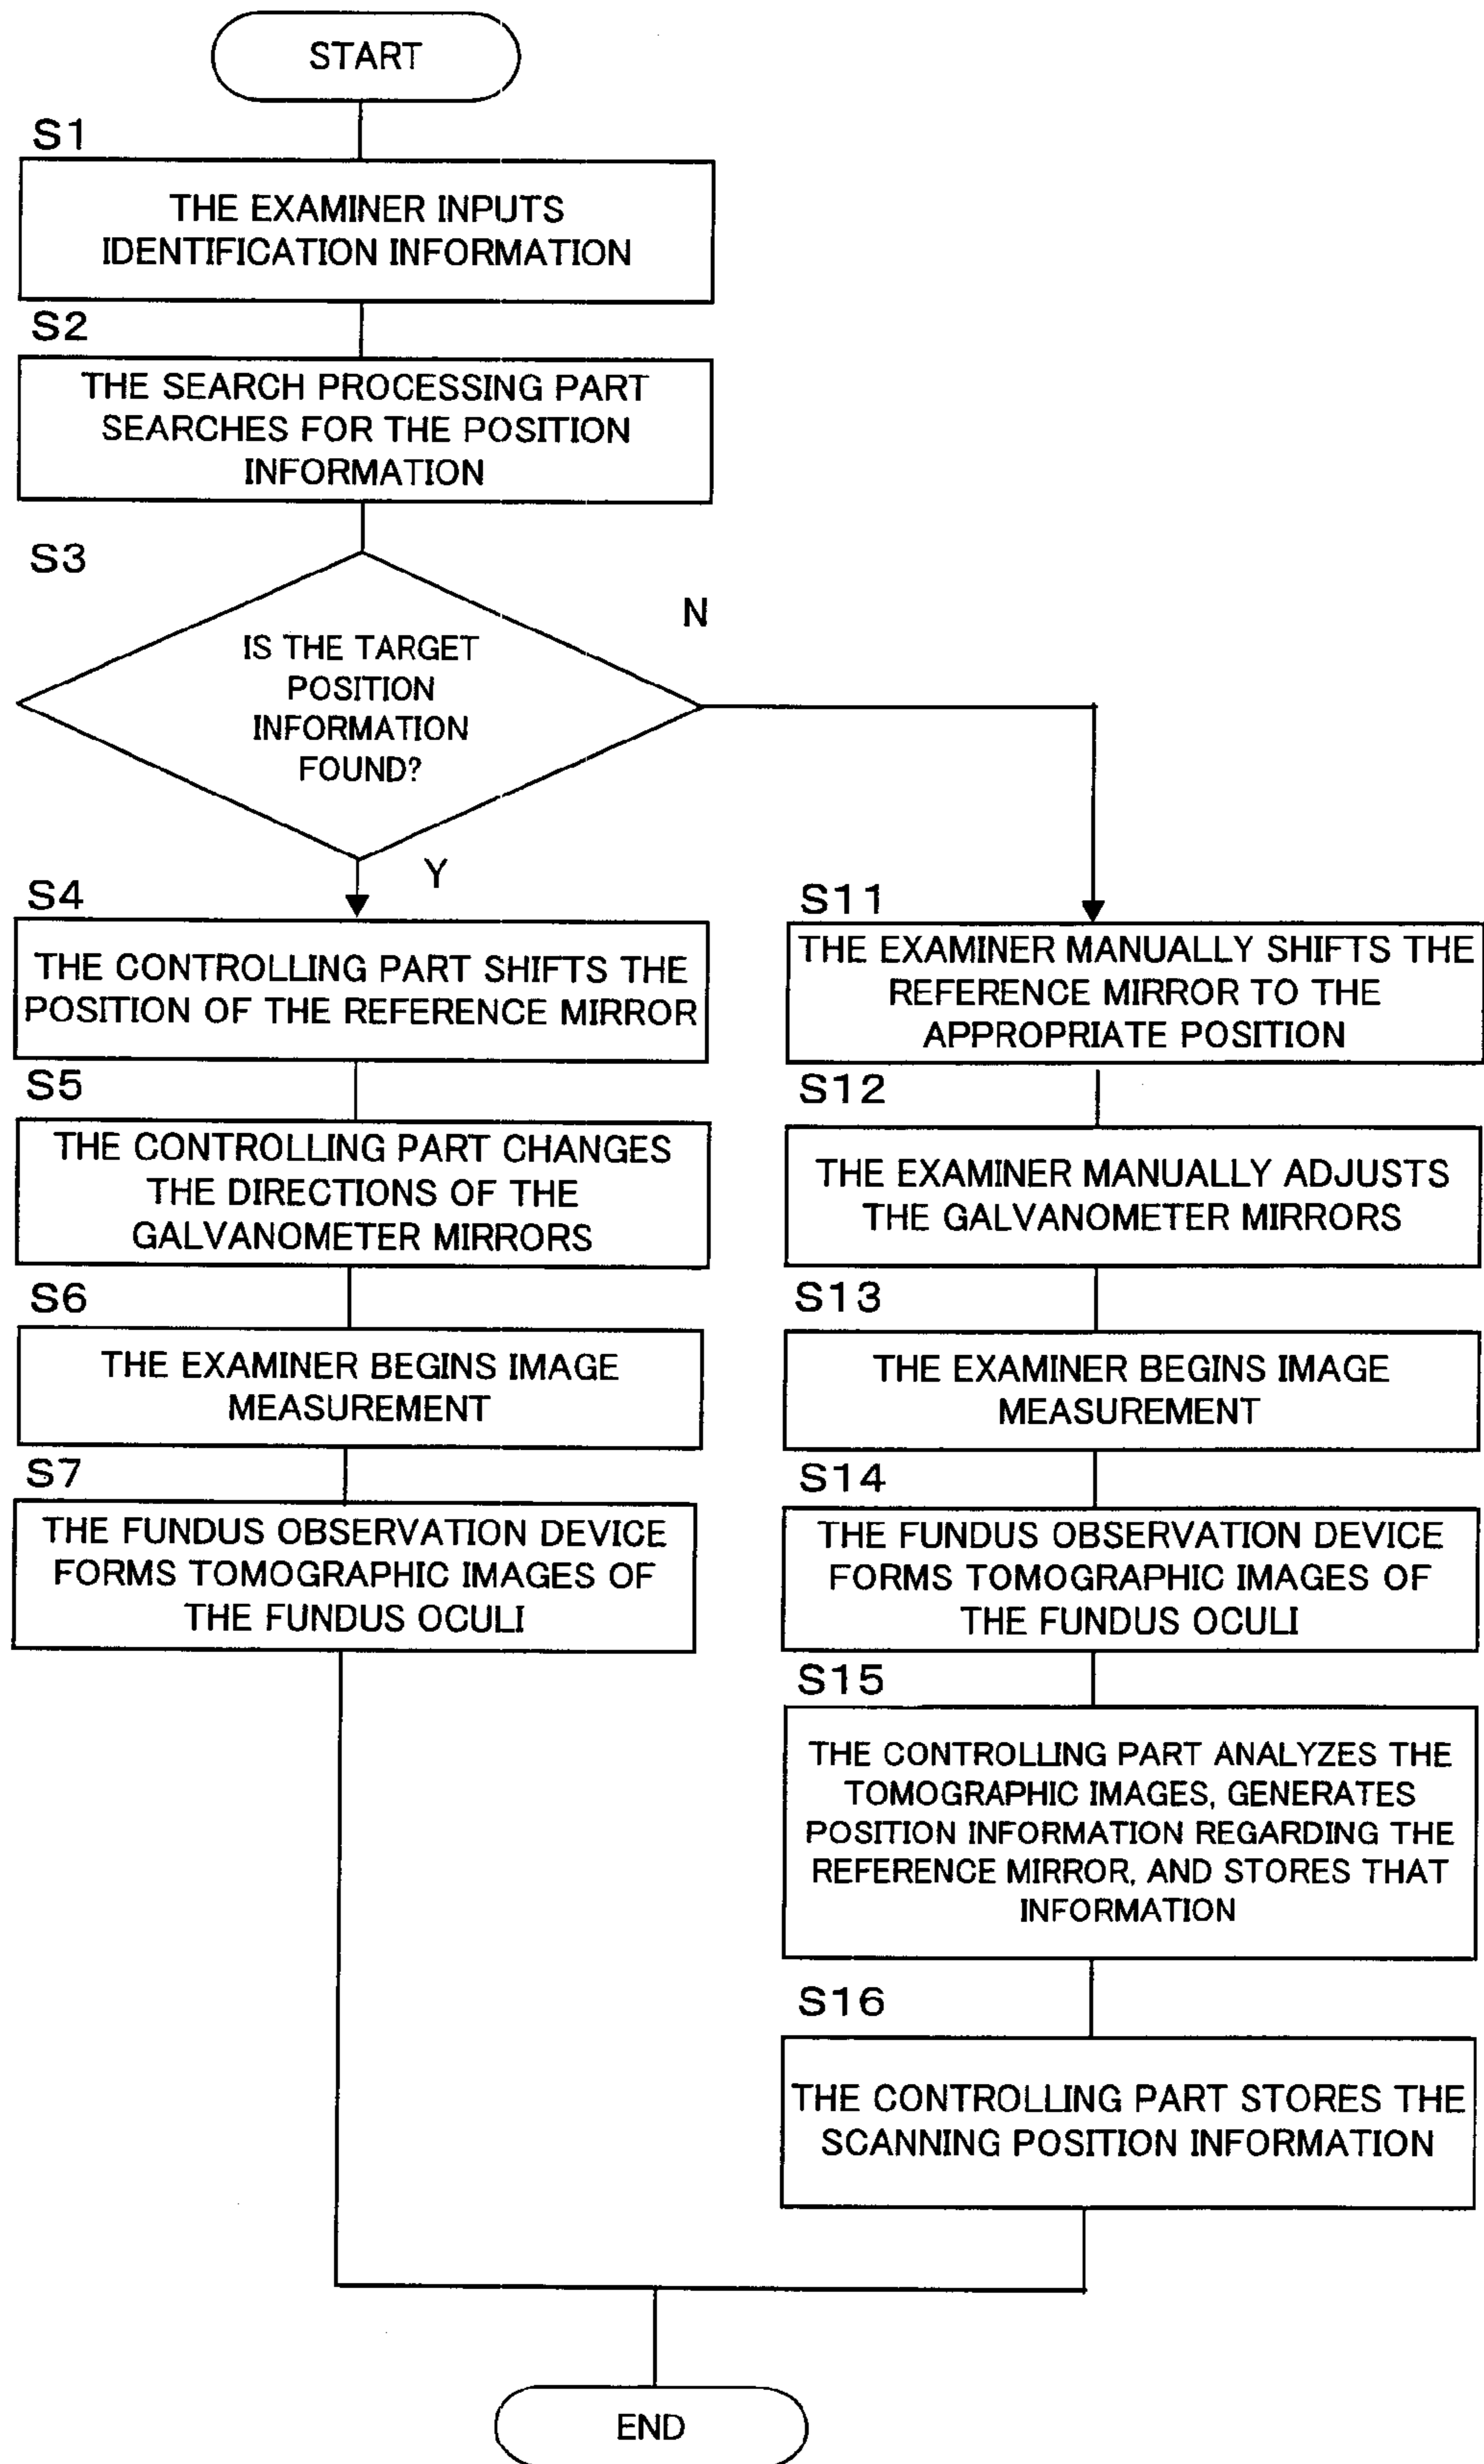 START
S1
THE EXAMINER INPUTS
IDENTIFICATION INFORMATION
S2
THE SEARCH PROCESSING PART
SEARCHES FOR THE POSITION
INFORMATION
S3
IS THE TARGET
POSITION
INFORMATION
FOUND?
N
Y
S4
THE CONTROLLING PART SHIFTS THE
POSITION OF THE REFERENCE MIRROR
S5
THE CONTROLLING PART CHANGES
THE DIRECTIONS OF THE
GALVANOMETER MIRRORS
S6
THE EXAMINER BEGINS IMAGE
MEASUREMENT
S7
THE FUNDUS OBSERVATION DEVICE
FORMS TOMOGRAPHIC IMAGES OF
THE FUNDUS OCULI
S11
THE EXAMINER MANUALLY SHIFTS THE
REFERENCE MIRROR TO THE
APPROPRIATE POSITION
S12
THE EXAMINER MANUALLY ADJUSTS
THE GALVANOMETER MIRRORS
S13
THE EXAMINER BEGINS IMAGE
MEASUREMENT
S14
THE FUNDUS OBSERVATION DEVICE
FORMS TOMOGRAPHIC IMAGES OF
THE FUNDUS OCULI
S15
THE CONTROLLING PART ANALYZES THE
TOMOGRAPHIC IMAGES, GENERATES
POSITION INFORMATION REGARDING THE
REFERENCE MIRROR, AND STORES THAT
INFORMATION
S16
THE CONTROLLING PART STORES THE
SCANNING POSITION INFORMATION
END